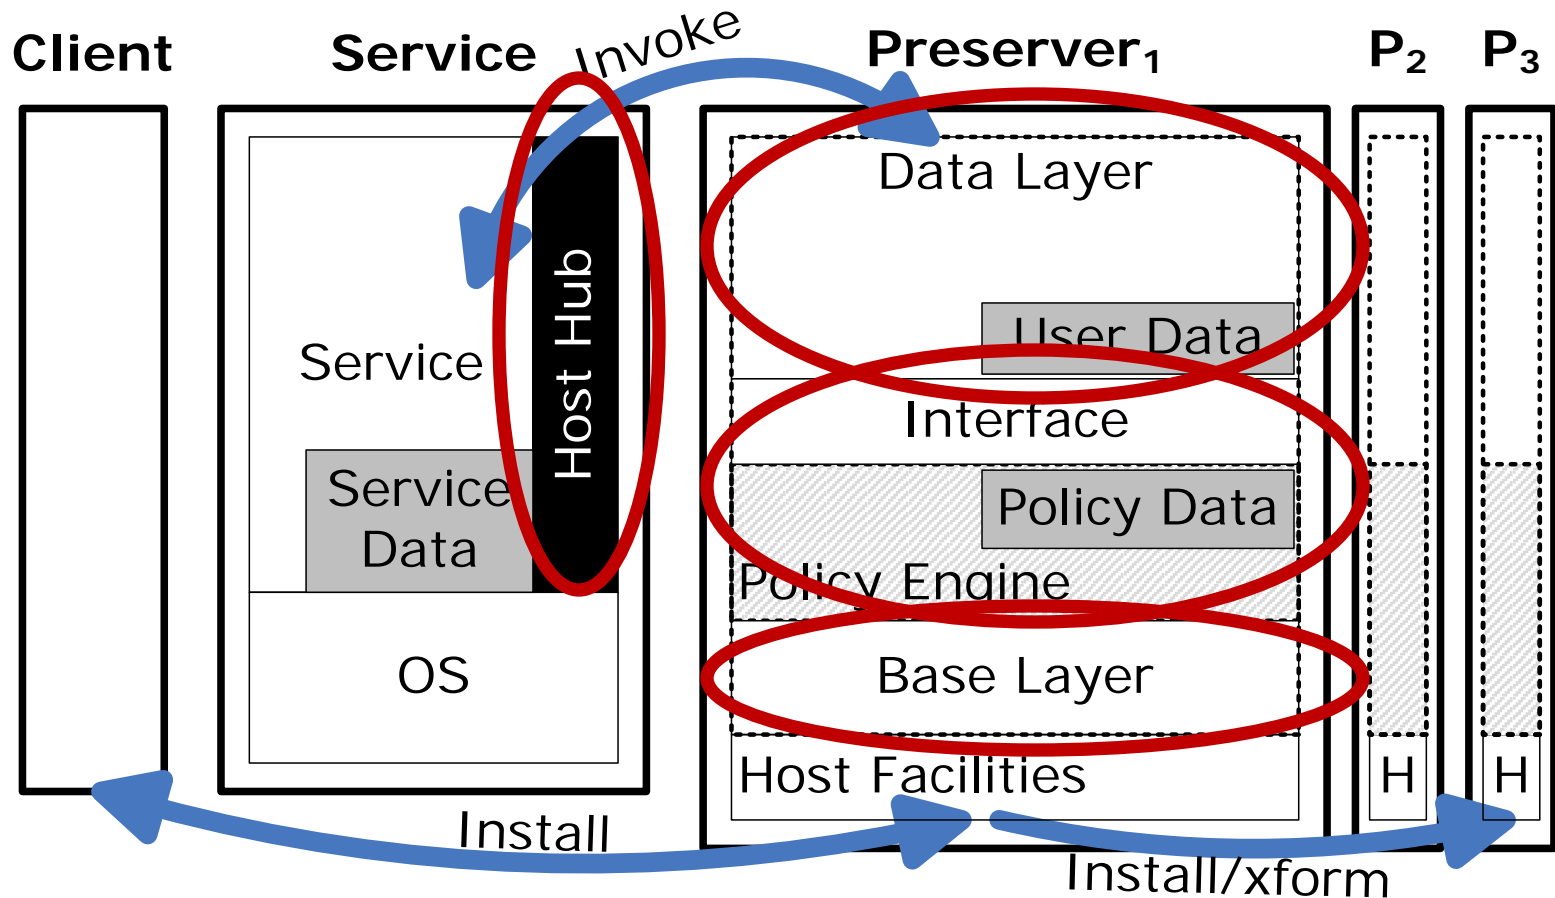 Client
Service
Invoke
Preserver₁
P₂
P₃
Service
Host Hub
Service
Data
OS
Data Layer
User Data
Interface
Policy Data
Policy Engine
Base Layer
Host Facilities
H
H
Install
Install/xform